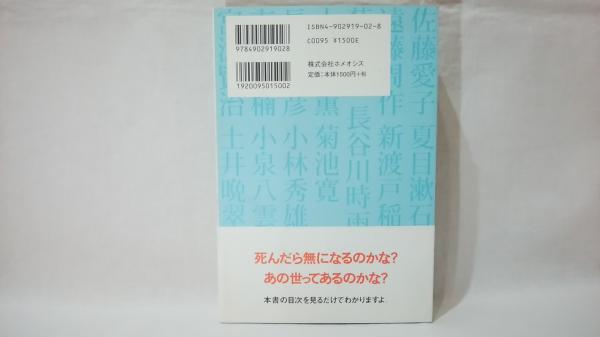 ISBN4-902919-02-8
C0095 ¥1500E
9784902919028
株式会社ホメオシス
定価：本体1500円+税
1920095015002
佐藤愛子
夏目漱石
遠藤周作
新渡戸稲
長谷川時雨
薫
菊池寛
彦
小林秀雄
楠
小泉八雲
治
土井晩翠
死んだら無になるのかな？
あの世ってあるのかな？
本書の目次を見るだけでわかりますよ